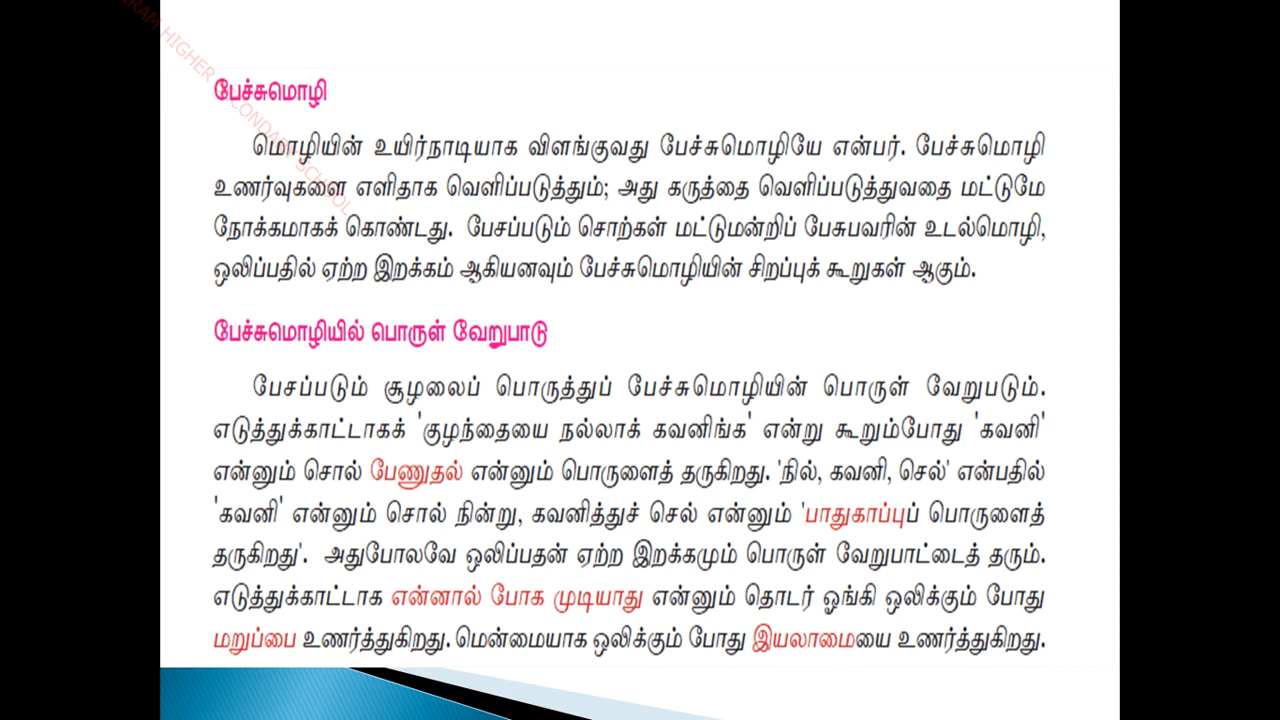 பேச்சுமொழி
மொழியின் உயிர்நாடியாக விளங்குவது பேச்சுமொழியே என்பர். பேச்சுமொழி
உணர்வுகளை எளிதாக வெளிப்படுத்தும்; அது கருத்தை வெளிப்படுத்துவதை மட்டுமே
நோக்கமாகக் கொண்டது. பேசப்படும் சொற்கள் மட்டுமன்றிப் பேசுபவரின் உடல்மொழி,
ஒலிப்பதில் ஏற்ற இறக்கம் ஆகியனவும் பேச்சுமொழியின் சிறப்புக் கூறுகள் ஆகும்.
பேச்சுமொழியில் பொருள் வேறுபாடு
பேசப்படும் சூழலைப் பொருத்துப் பேச்சுமொழியின் பொருள் வேறுபடும்.
எடுத்துக்காட்டாகக் 'குழந்தையை நல்லாக் கவனிங்க' என்று கூறும்போது 'கவனி'
என்னும் சொல் பேணுதல் என்னும் பொருளைத் தருகிறது. 'நில், கவனி, செல்' என்பதில்
'கவனி' என்னும் சொல் நின்று, கவனித்துச் செல் என்னும் 'பாதுகாப்புப் பொருளைத்
தருகிறது'. அதுபோலவே ஒலிப்பதன் ஏற்ற இறக்கமும் பொருள் வேறுபாட்டைத் தரும்.
எடுத்துக்காட்டாக என்னால் போக முடியாது என்னும் தொடர் ஓங்கி ஒலிக்கும் போது
மறுப்பை உணர்த்துகிறது. மென்மையாக ஒலிக்கும் போது இயலாமையை உணர்த்துகிறது.
HIGHER SECONDARY SCHOOL